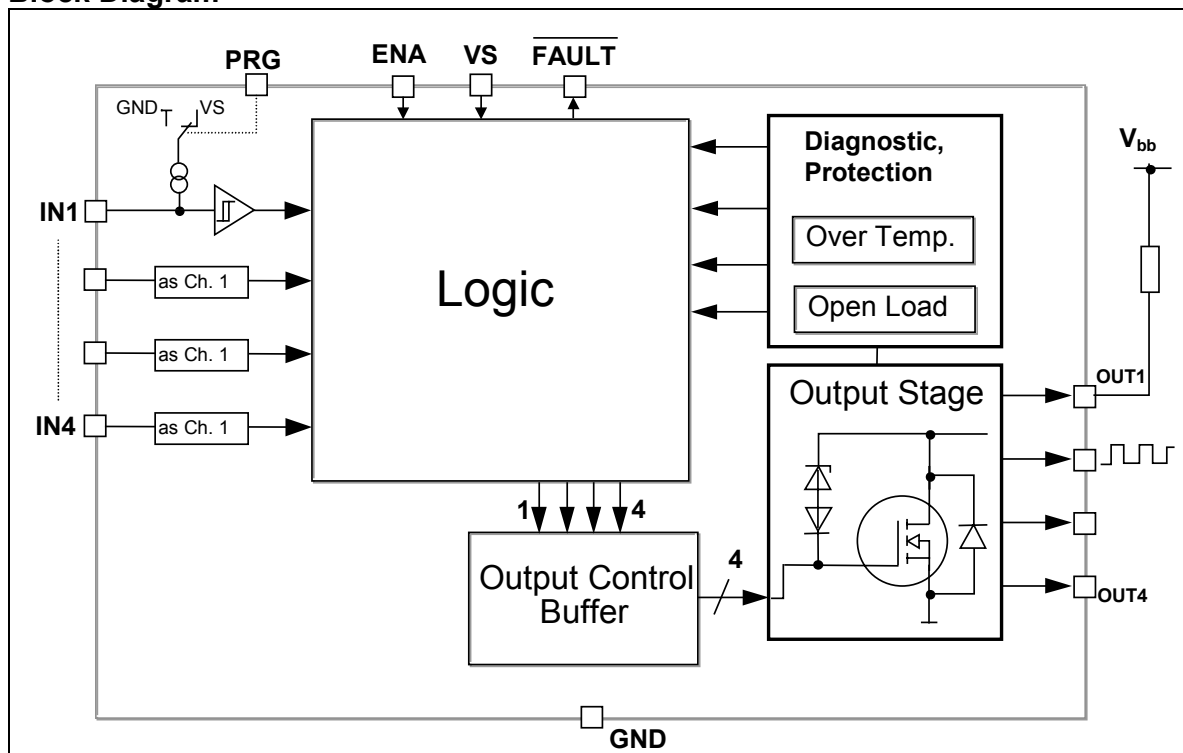 Block Diagram
PRG
ENA
VS
FAULT
GND
VS
IN1
as Ch. 1
as Ch. 1
IN4
as Ch. 1
Logic
Diagnostic,
Protection
Over Temp.
Open Load
Vbb
Output Stage
OUT1
OUT4
1
4
Output Control
Buffer
4
GND